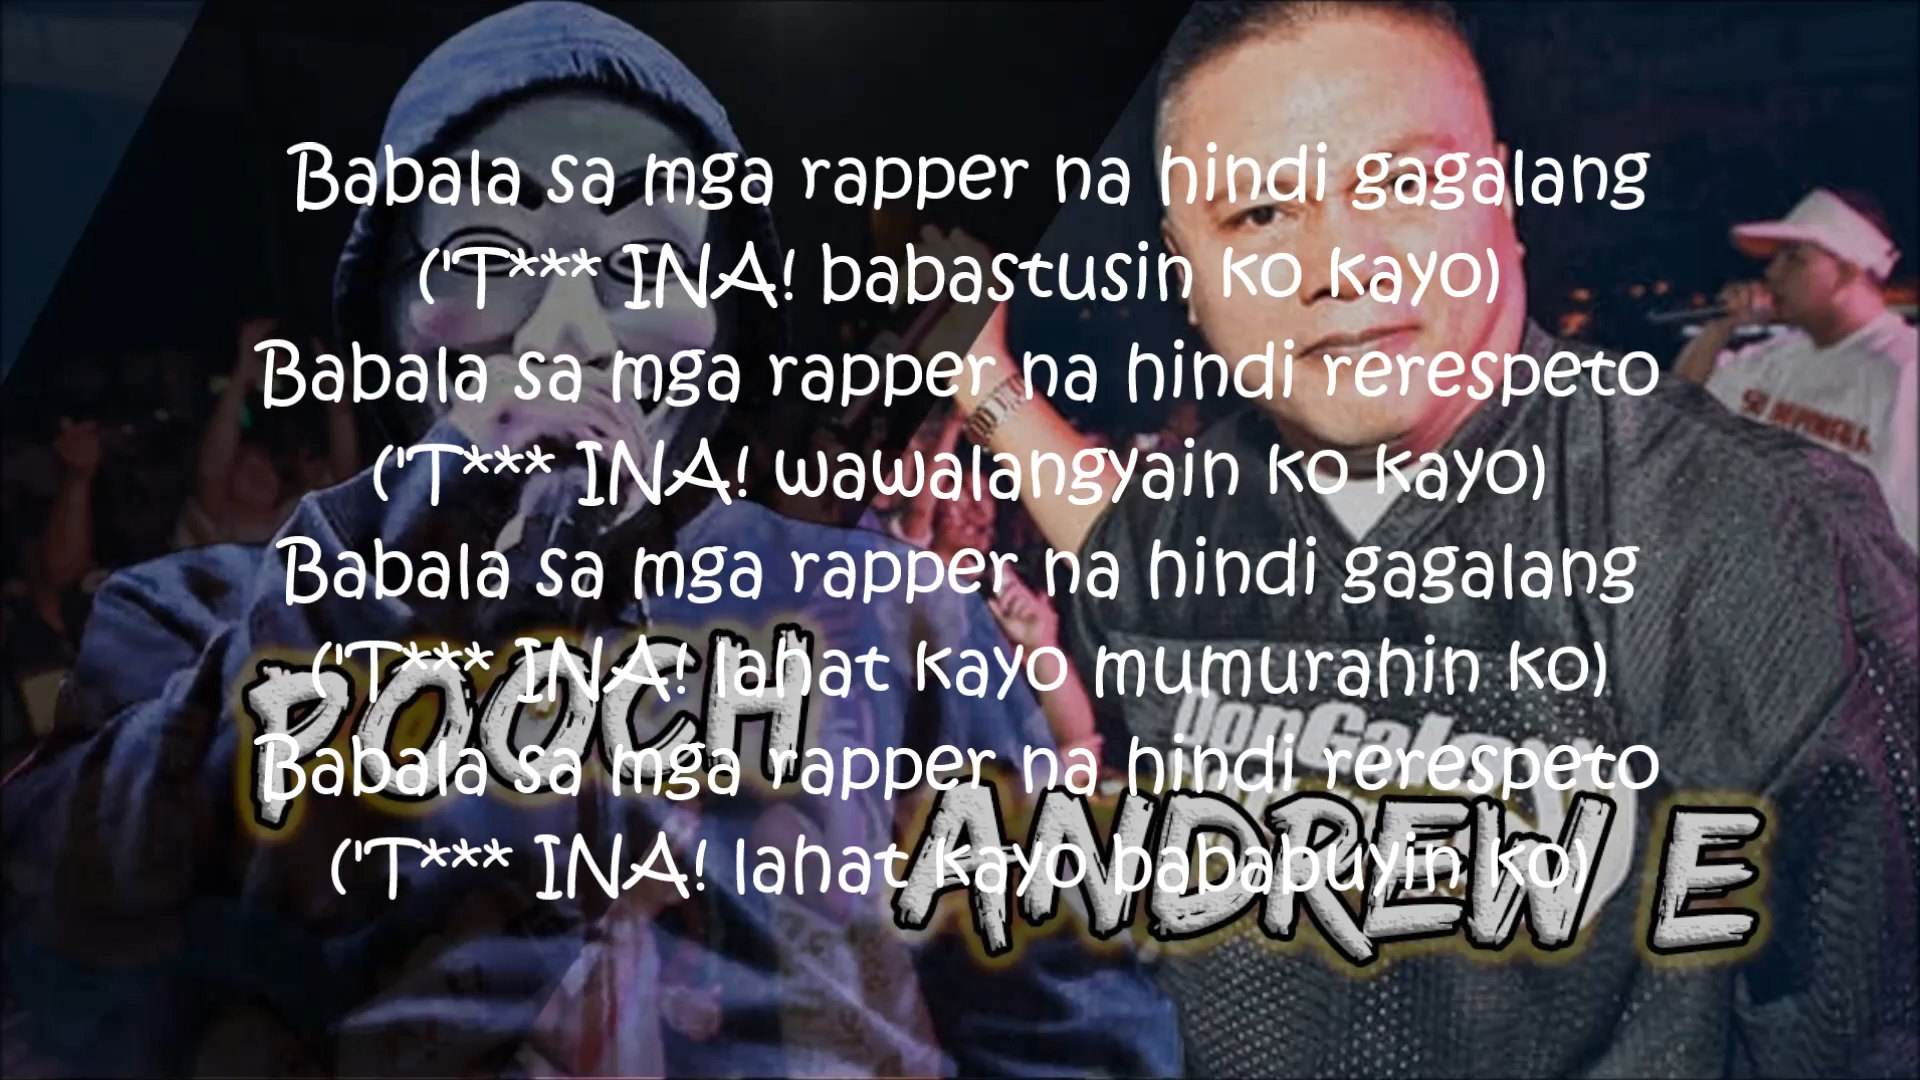 Babala sa mga rapper na hindi gagalang
('T*** INA! babastusin ko kayo)
Babala sa mga rapper na hindi rerespeto
('T*** INA! wawalangyain ko kayo)
Babala sa mga rapper na hindi gagalang
('T*** INA! lahat kayo mumurahin ko)
Babala sa mga rapper na hindi rerespeto
('T*** INA! lahat kayo bababuyin ko)
POOCH
ANDREW E